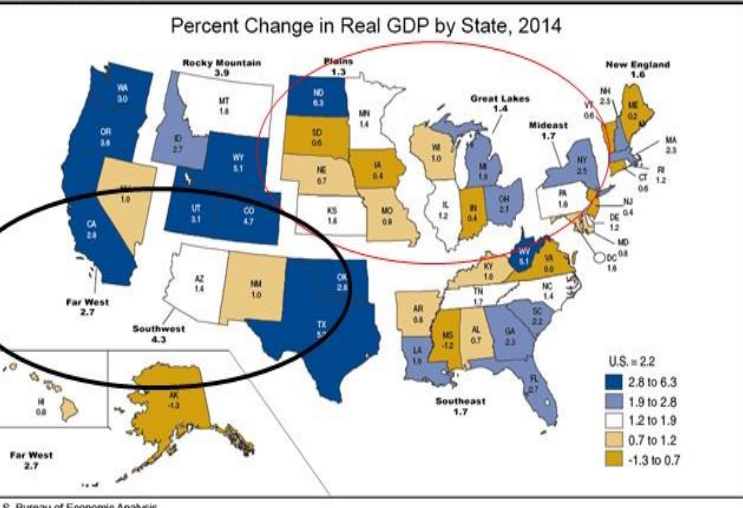 Percent Change in Real GDP by State, 2014
Rocky Mountain
3.9
Plains
1.3
New England
1.6
Great Lakes
1.4
Mideast
1.7
WA
3.0
OR
3.6
CA
2.8
1.0
ID
2.7
MT
1.8
WY
5.1
UT
3.1
CO
4.7
AZ
1.4
NM
1.0
OK
2.8
TX
ND
6.3
SD
0.6
NE
0.7
KS
1.8
MN
1.4
IA
0.4
MO
0.9
WI
1.0
IL
1.2
MI
1.9
IN
0.4
OH
2.1
NY
2.5
PA
1.8
VT
0.6
NH
2.3
ME
0.2
MA
2.3
RI
1.2
CT
0.6
NJ
0.4
DE
1.2
MD
0.8
DC
1.6
WV
5.1
VA
0.0
KY
1.0
TN
1.7
NC
1.4
SC
2.2
GA
2.3
AL
0.7
MS
-1.2
AR
0.8
LA
1.9
FL
2.7
Far West
2.7
Southwest
4.3
Southeast
1.7
HI
0.8
AK
-1.3
Far West
2.7
U.S. = 2.2
2.8 to 6.3
1.9 to 2.8
1.2 to 1.9
0.7 to 1.2
-1.3 to 0.7
S. Bureau of Economic Analysis